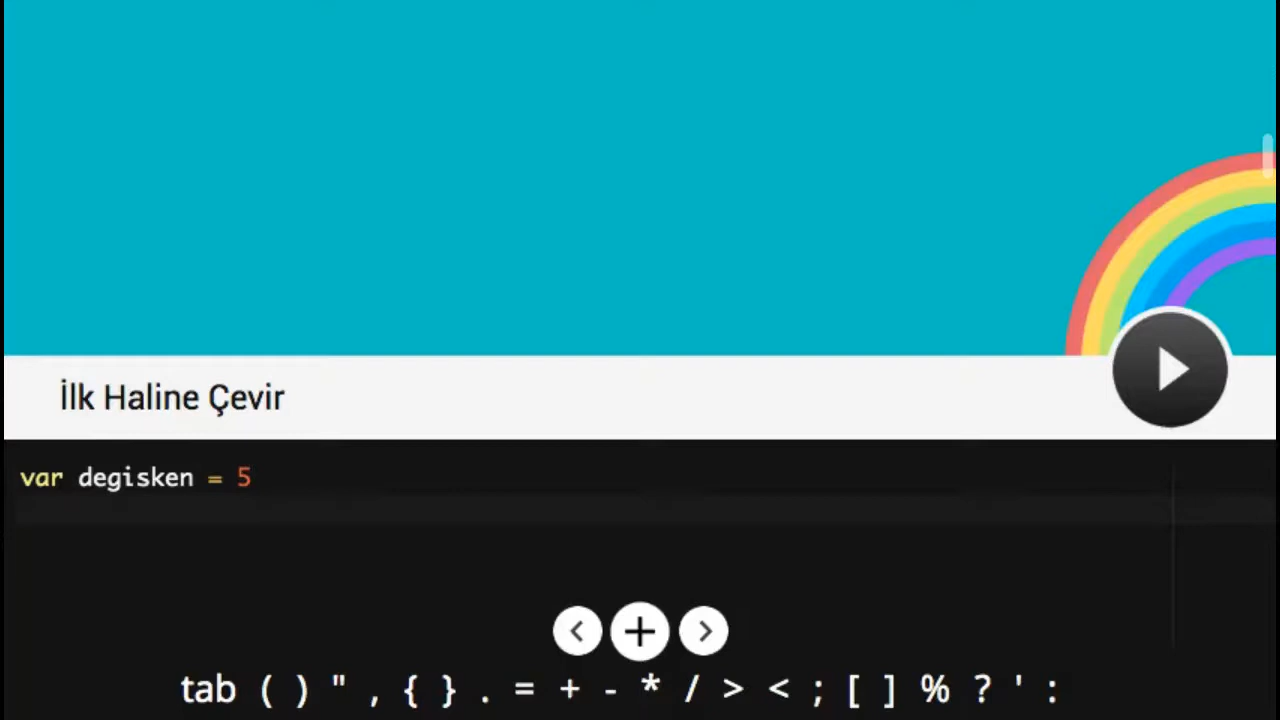 İlk Haline Çevir
var degisken = 5
tab ( ) " , { } . = + - * / > < ; [ ] % ? ' :